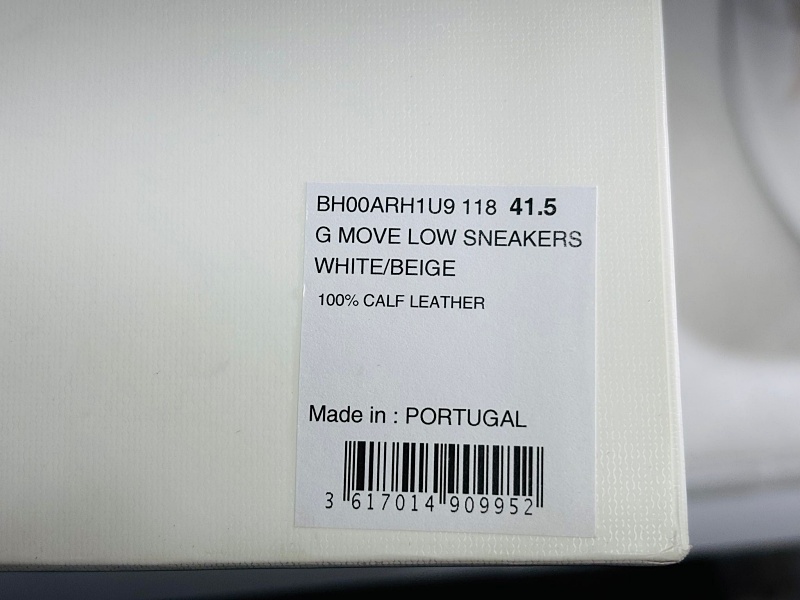 BH00ARH1U9 118 41.5
G MOVE LOW SNEAKERS
WHITE/BEIGE
100% CALF LEATHER
Made in : PORTUGAL
3 617014 909952